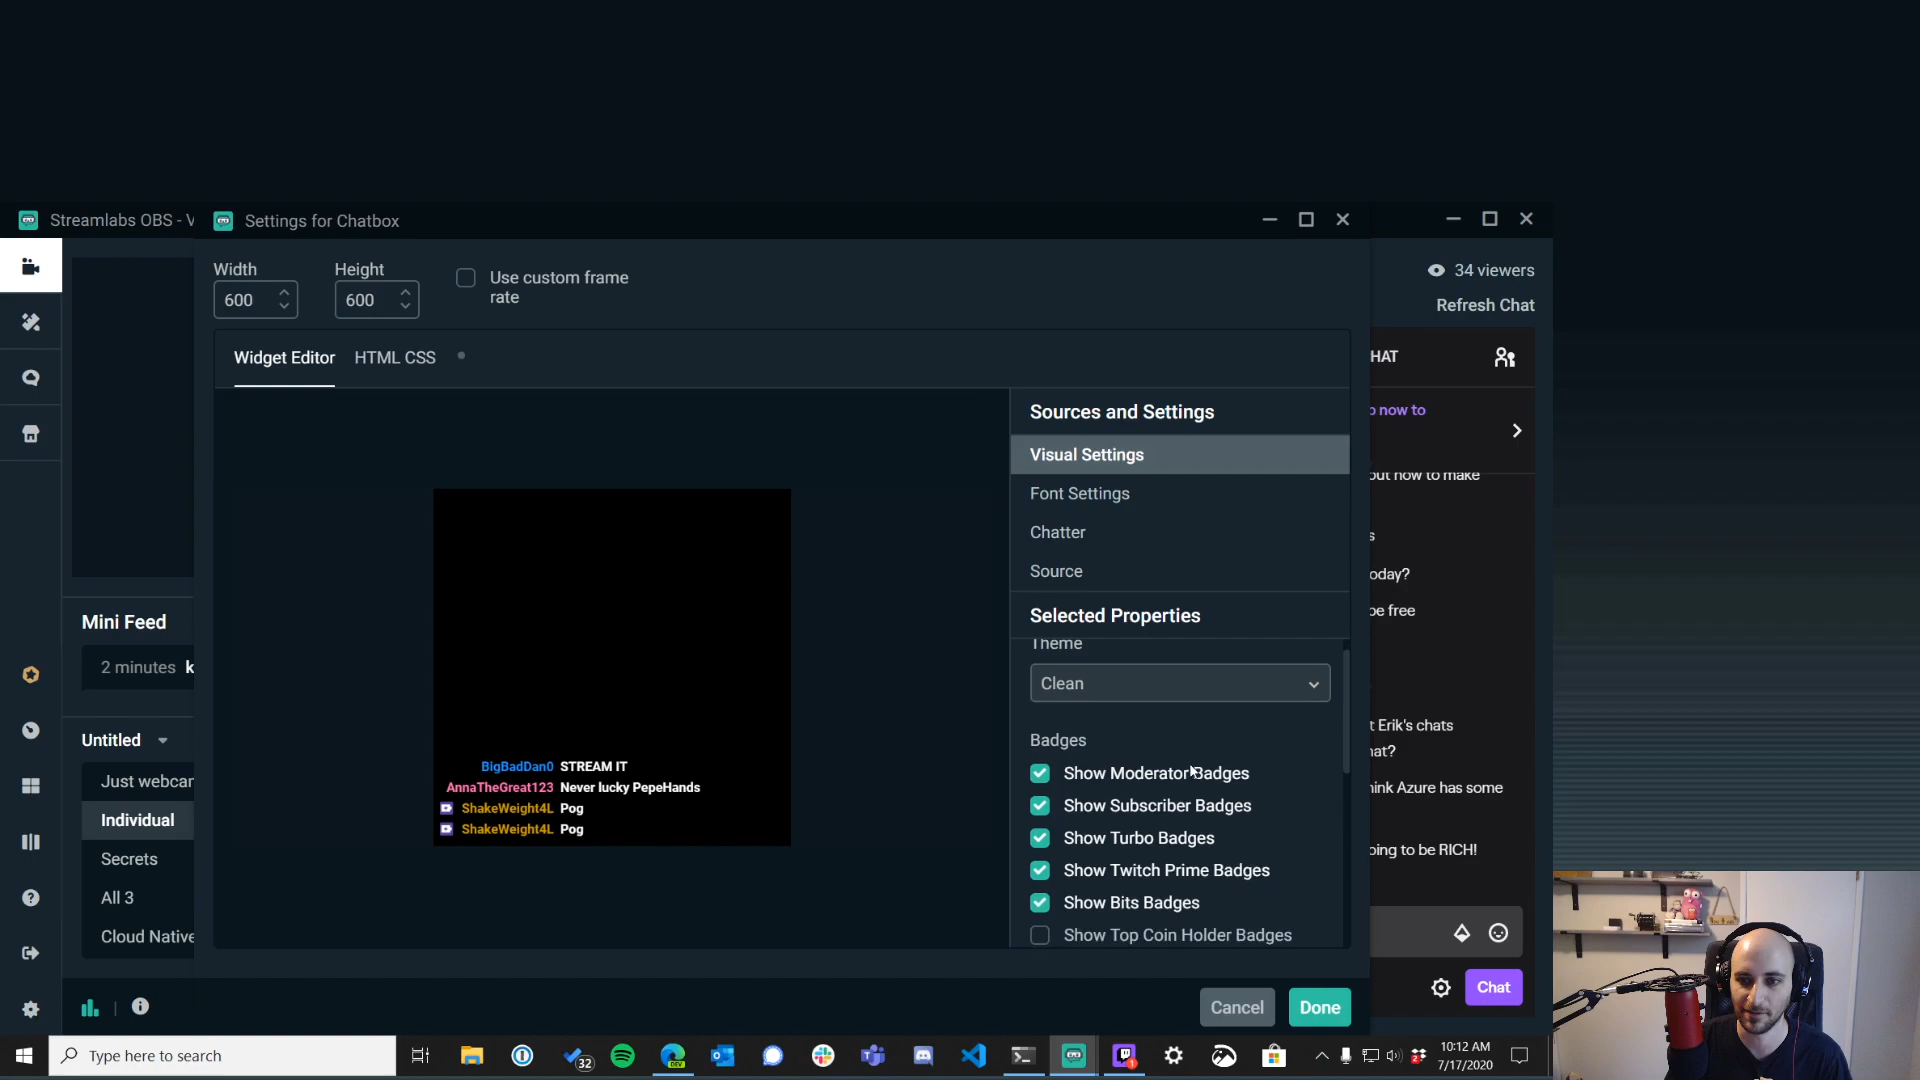 Streamlabs OBS - V
Settings for Chatbox
Width
Height
600
600
Use custom frame
rate
34 viewers
Refresh Chat
Widget Editor
HTML CSS
HAT
now to
Sources and Settings
Visual Settings
Font Settings
Chatter
Source
Selected Properties
Theme
Clean
Badges
Show Moderator Badges
Show Subscriber Badges
Show Turbo Badges
Show Twitch Prime Badges
Show Bits Badges
Show Top Coin Holder Badges
out now to make
s
oday?
be free
t Erik's chats
hat?
hink Azure has some
oing to be RICH!
Mini Feed
2 minutes k
Untitled
Just webcar
Individual
Secrets
All 3
Cloud Native
BigBadDan0 STREAM IT
AnnaTheGreat123 Never lucky PepeHands
ShakeWeight4L Pog
ShakeWeight4L Pog
Cancel
Done
Chat
Type here to search
32
DEV
1
2
10:12 AM
7/17/2020